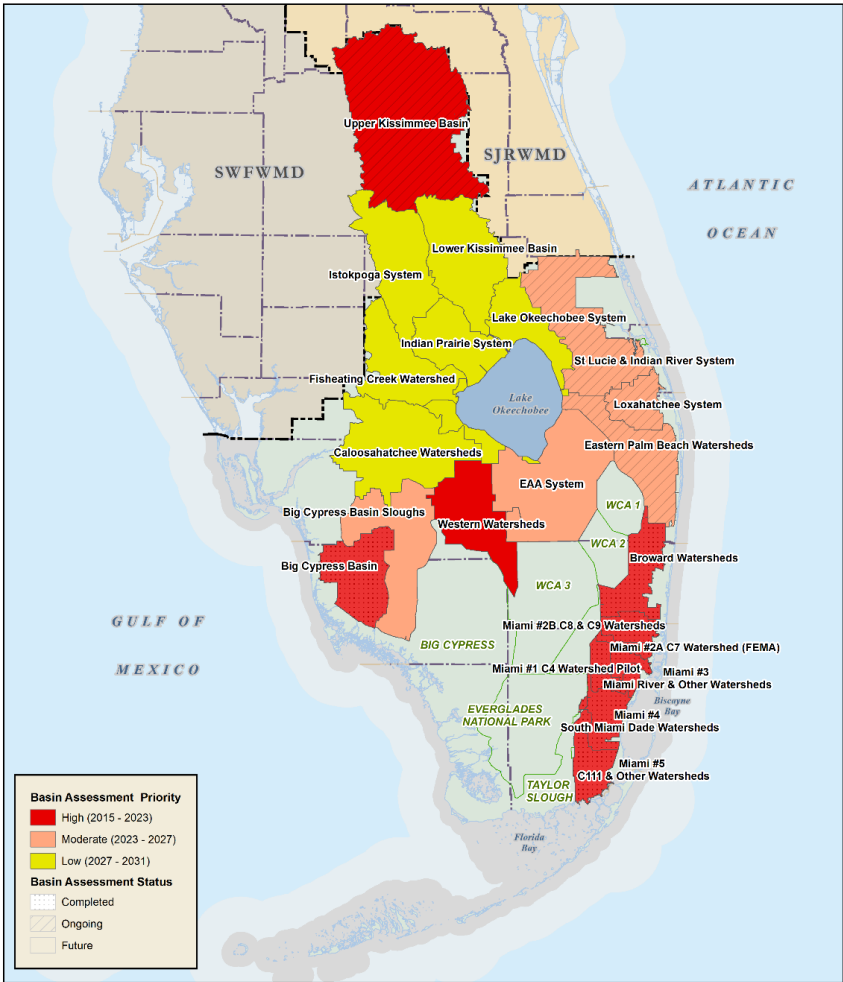 Upper Kissimmee Basin
SWFWMD
SJRWMD
ATLANTIC
OCEAN
Lower Kissimmee Basin
Istokpoga System
Lake Okeechobee System
Indian Prairie System
St Lucie & Indian River System
Fisheating Creek Watershed
Lake
Okeechobee
Loxahatchee System
Eastern Palm Beach Watersheds
Caloosahatchee Watersheds
EAA System
WCA 1
Big Cypress Basin Sloughs
Western Watersheds
WCA 2
Broward Watersheds
Big Cypress Basin
WCA 3
GULF OF
MEXICO
Miami #2B.C8 & C9 Watersheds
BIG CYPRESS
Miami #2A C7 Watershed (FEMA)
Miami #1 C4 Watershed Pilot
Miami #3
Miami River & Other Watersheds
Biscayne
Bay
EVERGLADES
NATIONAL PARK
Miami #4
South Miami Dade Watersheds
Miami #5
C111 & Other Watersheds
TAYLOR
SLOUGH
Florida
Bay
Basin Assessment Priority
High (2015 - 2023)
Moderate (2023 - 2027)
Low (2027 - 2031)
Basin Assessment Status
Completed
Ongoing
Future